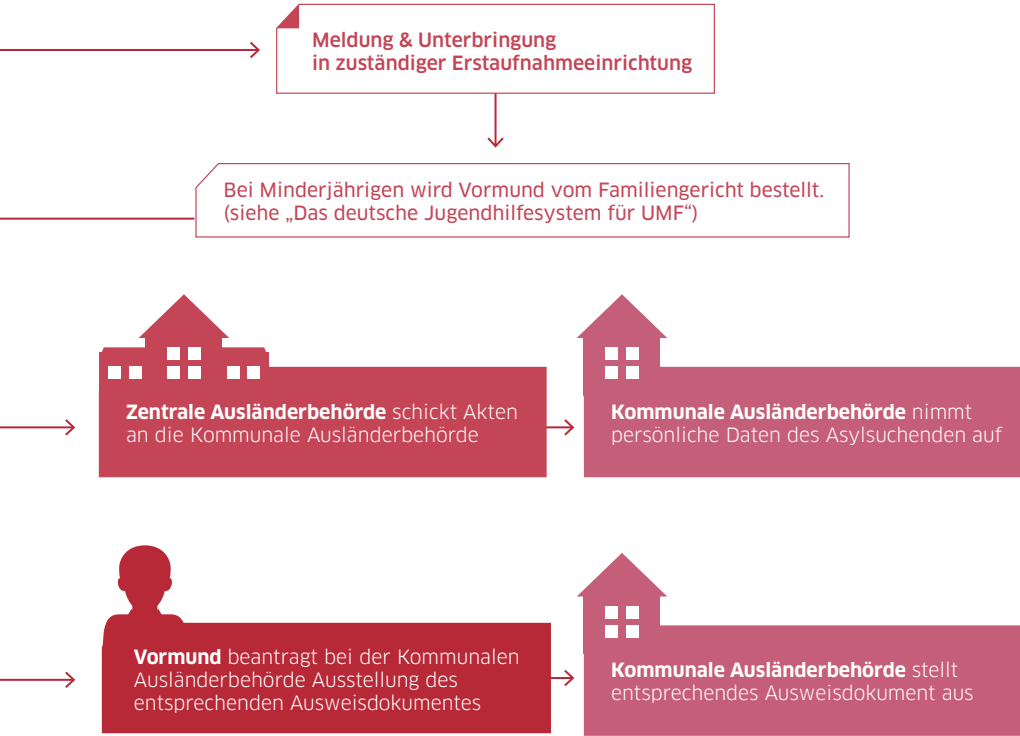 Meldung & Unterbringung
in zuständiger Erstaufnahmeeinrichtung
Bei Minderjährigen wird Vormund vom Familiengericht bestellt.
(siehe „Das deutsche Jugendhilfesystem für UMF“)
Zentrale Ausländerbehörde schickt Akten
an die Kommunale Ausländerbehörde
Kommunale Ausländerbehörde nimmt
persönliche Daten des Asylsuchenden auf
Vormund beantragt bei der Kommunalen
Ausländerbehörde Ausstellung des
entsprechenden Ausweisdokumentes
Kommunale Ausländerbehörde stellt
entsprechendes Ausweisdokument aus